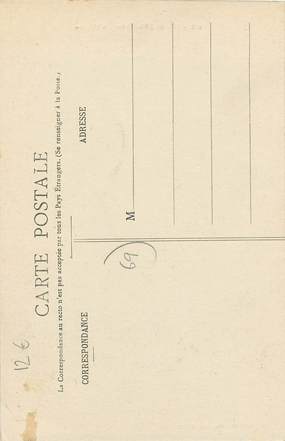 CARTE POSTALE
La Correspondance au recto n'est pas acceptée par tous les Pays Étrangers. (Se renseigner à la Poste.)
CORRESPONDANCE
ADRESSE
M
69
12 €